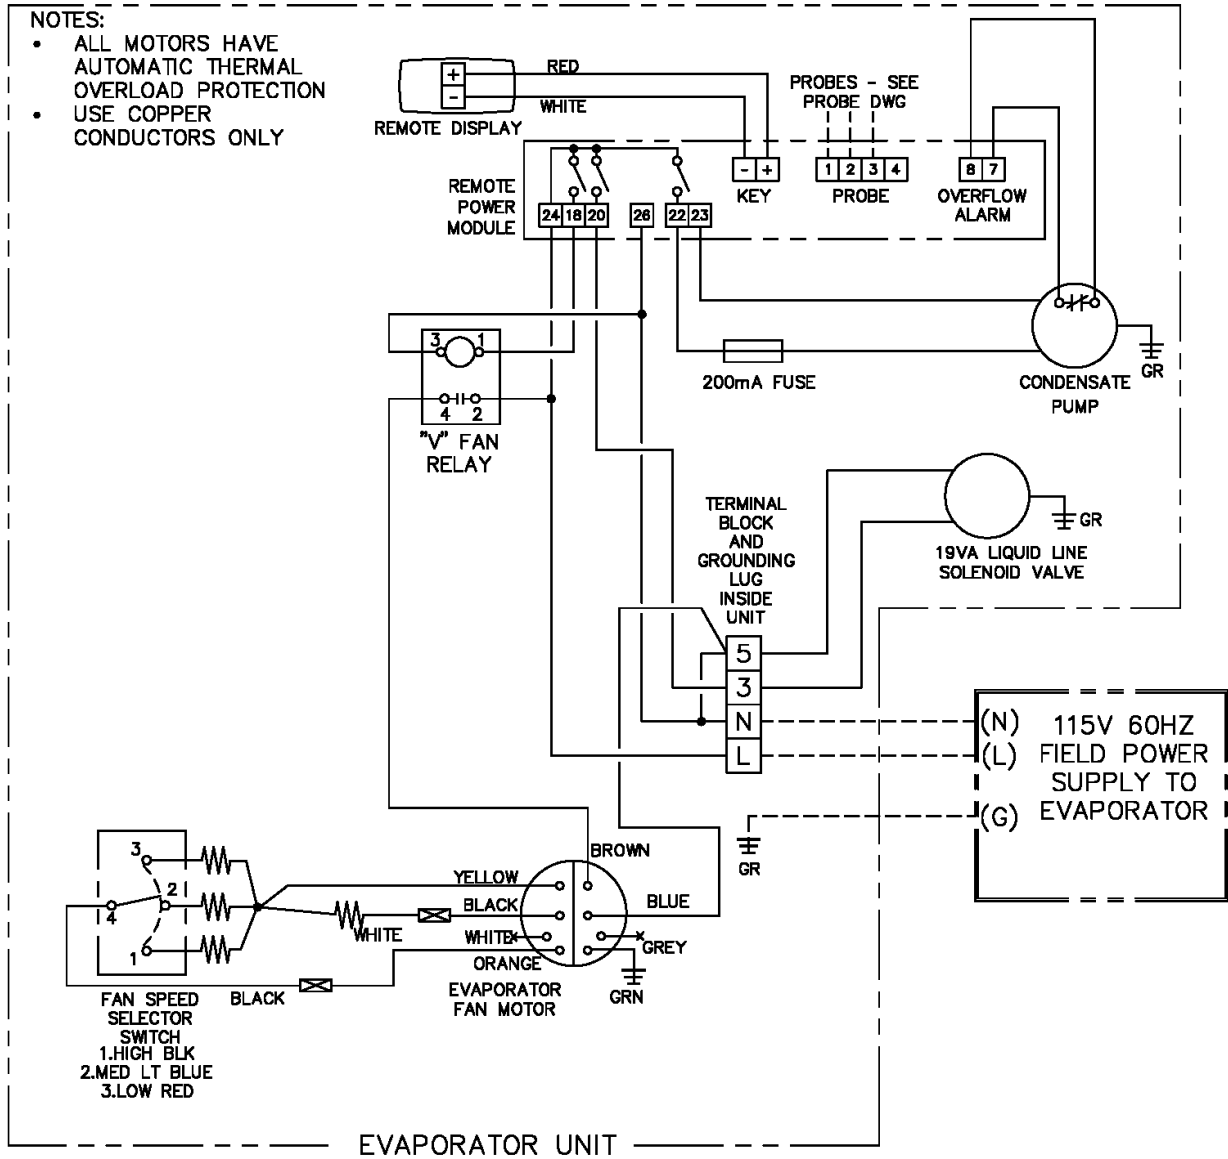 NOTES:
• ALL MOTORS HAVE
AUTOMATIC THERMAL
OVERLOAD PROTECTION
• USE COPPER
CONDUCTORS ONLY
+
-
REMOTE DISPLAY
RED
WHITE
PROBES - SEE
PROBE DWG
REMOTE
POWER
MODULE
24 18 20 26 22 23
- +
KEY
1 2 3 4
PROBE
8 7
OVERFLOW
ALARM
3 1
4 2
"V" FAN
RELAY
200mA FUSE
CONDENSATE
PUMP
GR
TERMINAL
BLOCK
AND
GROUNDING
LUG
INSIDE
UNIT
GR
19VA LIQUID LINE
SOLENOID VALVE
5
3
N
L
(N)
(L)
(G)
115V 60HZ
FIELD POWER
SUPPLY TO
EVAPORATOR
GR
3
2
4
1
FAN SPEED
SELECTOR
SWITCH
1.HIGH BLK
2.MED LT BLUE
3.LOW RED
BLACK
WHITE
YELLOW
BLACK
WHITE
ORANGE
BROWN
BLUE
GREY
GRN
EVAPORATOR
FAN MOTOR
EVAPORATOR UNIT